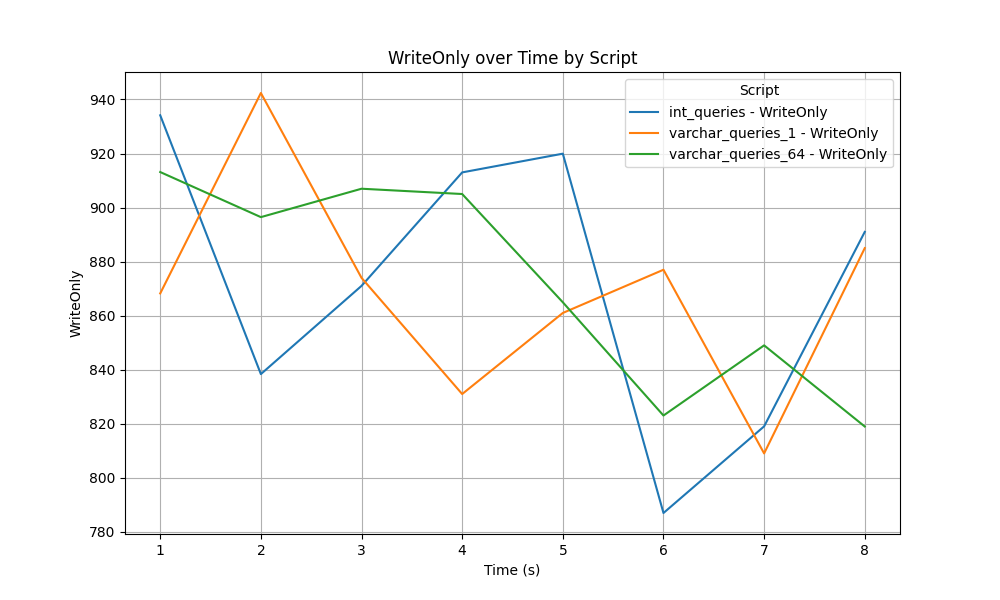 WriteOnly over Time by Script
Script
int_queries - WriteOnly
varchar_queries_1 - WriteOnly
varchar_queries_64 - WriteOnly
WriteOnly
940
920
900
880
860
840
820
800
780
1 2 3 4 5 6 7 8
Time (s)